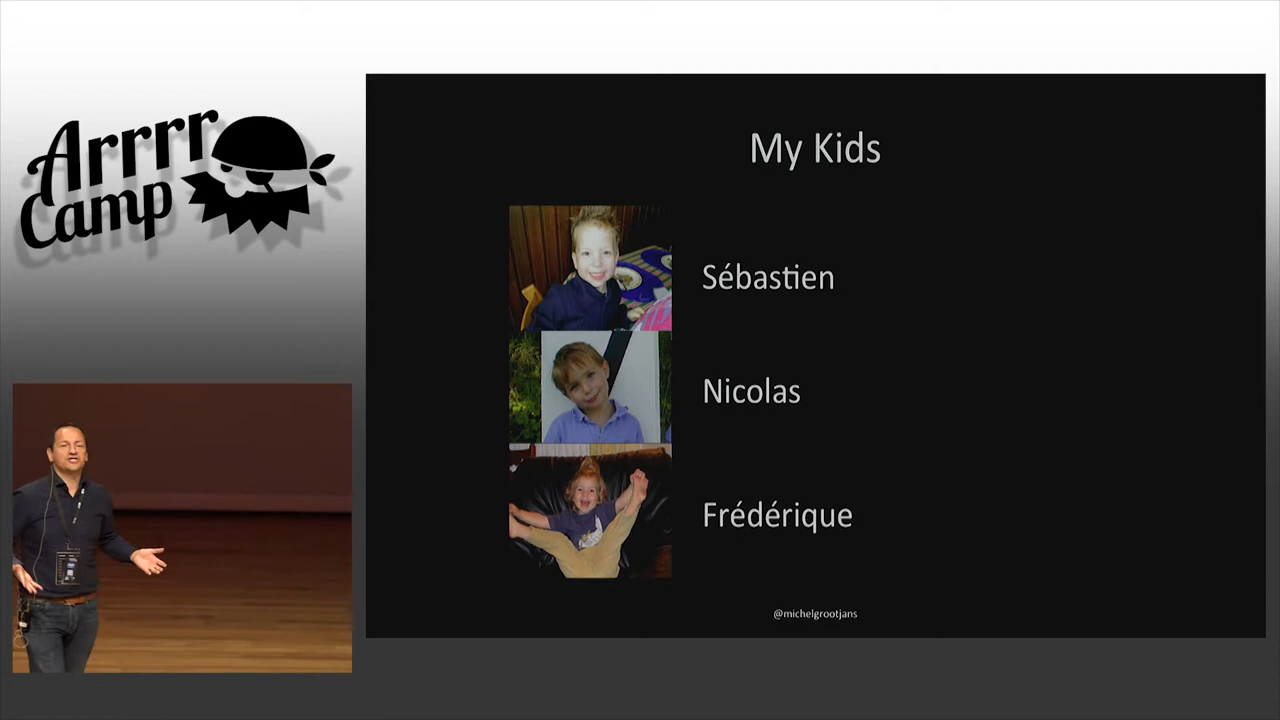 Arrrr
Camp
My Kids
Sébastien
Nicolas
Frédérique
@michelgrootjans